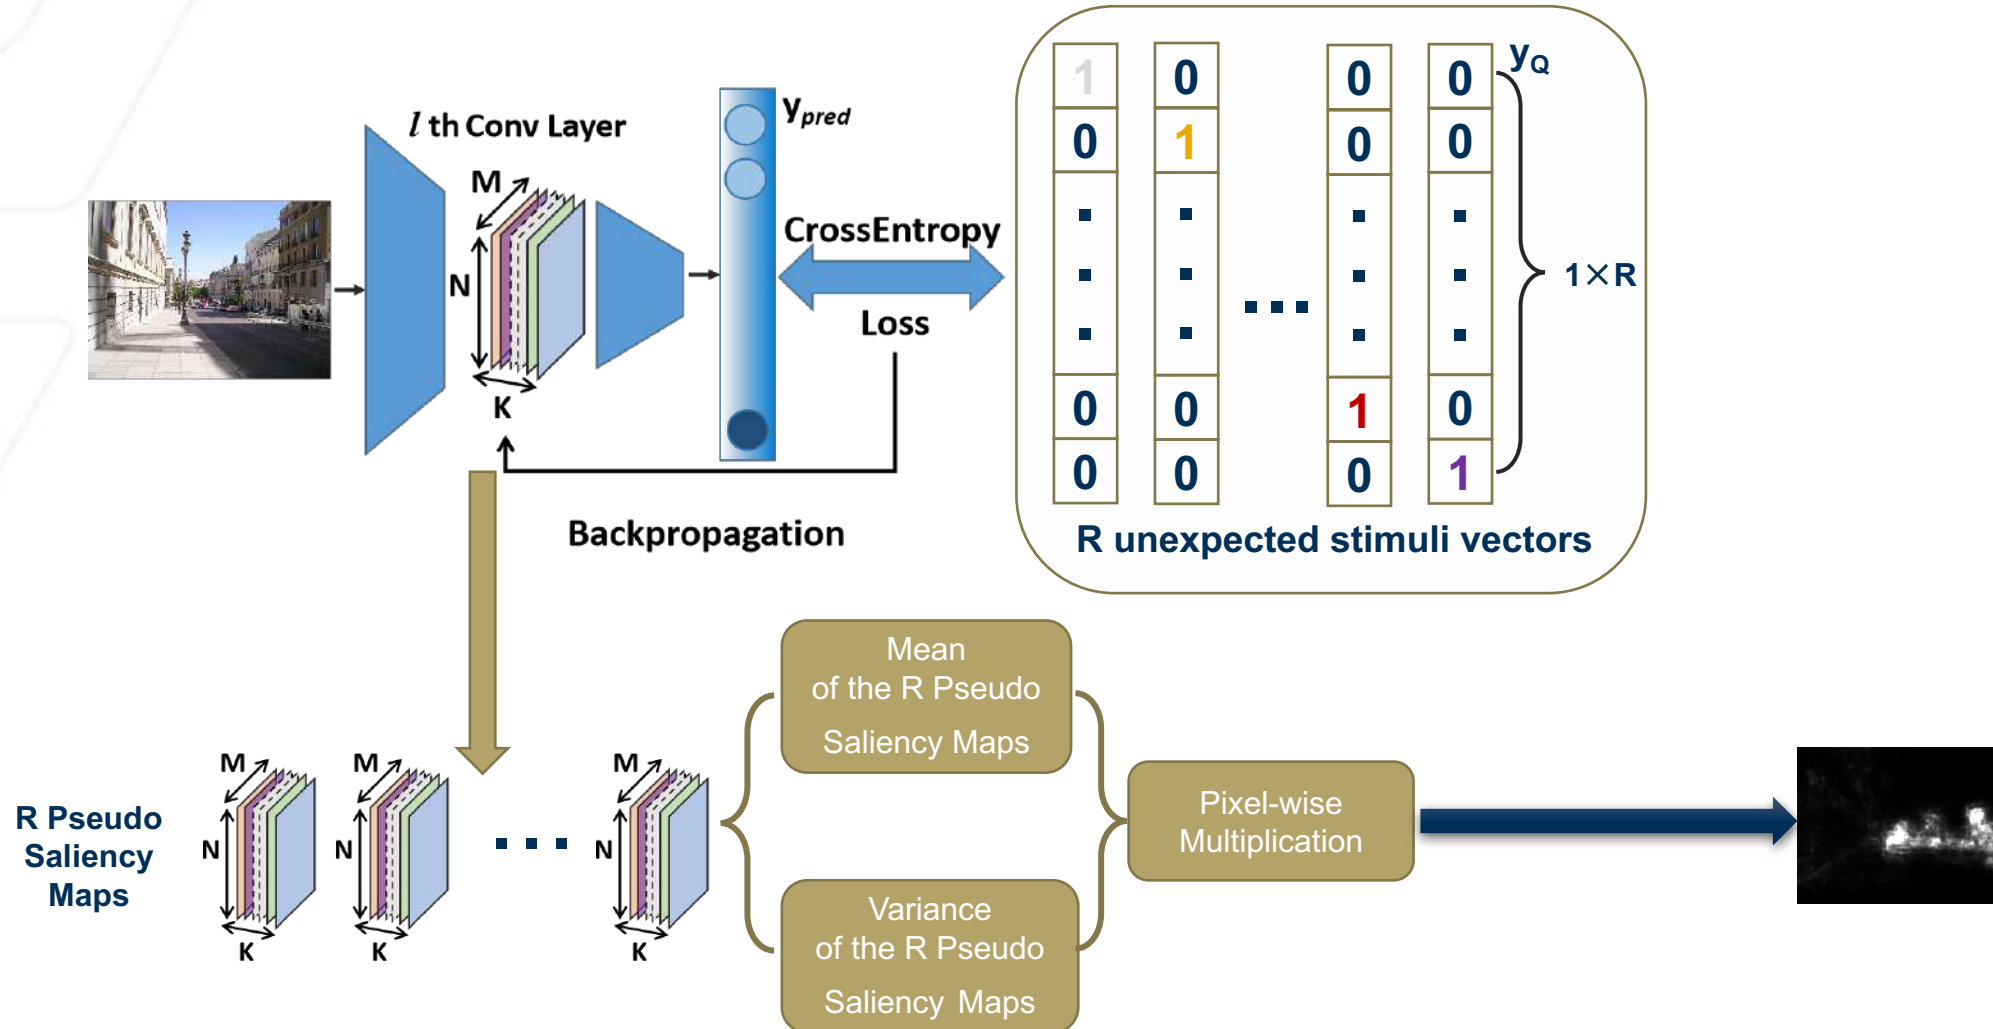 l th Conv Layer
M
N
K
y_pred
CrossEntropy
Loss
Backpropagation
1 0 0 0
0 1 0 0
0 0 1 0
0 0 0 1
y_Q
1×R
R unexpected stimuli vectors
R Pseudo
Saliency
Maps
M
N
K
M
N
K
M
N
K
Mean
of the R Pseudo
Saliency Maps
Variance
of the R Pseudo
Saliency Maps
Pixel-wise
Multiplication